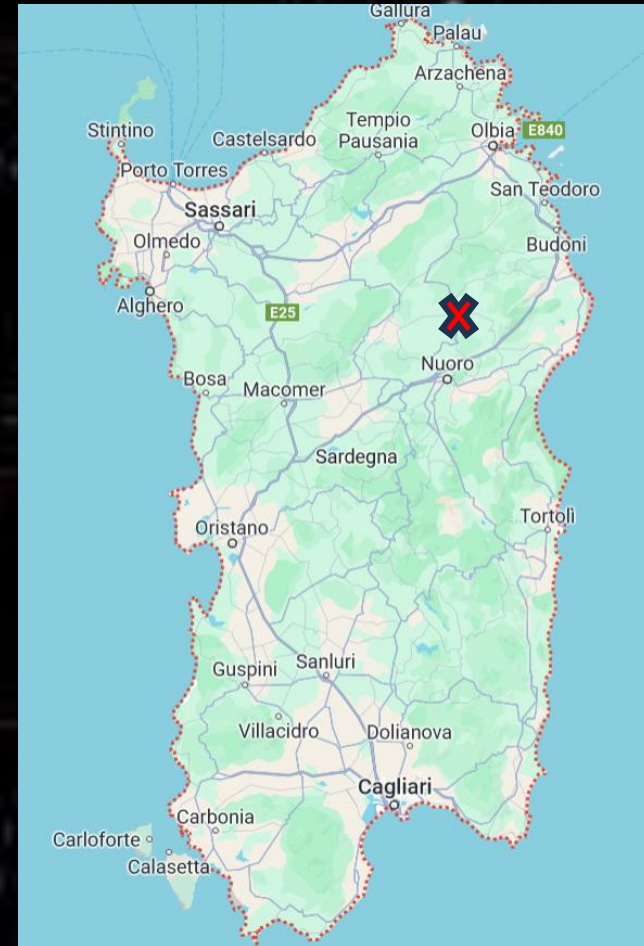 Gallura
Palau
Arzachena
Stintino
Castelsardo
Tempio
Pausania
Olbia
E840
Porto Torres
Sassari
San Teodoro
Olmedo
Budoni
Alghero
E25
Nuoro
Bosa
Macomer
Sardegna
Oristano
Tortolì
Guspini
Sanluri
Villacidro
Dolianova
Cagliari
Carbonia
Carloforte
Calasetta